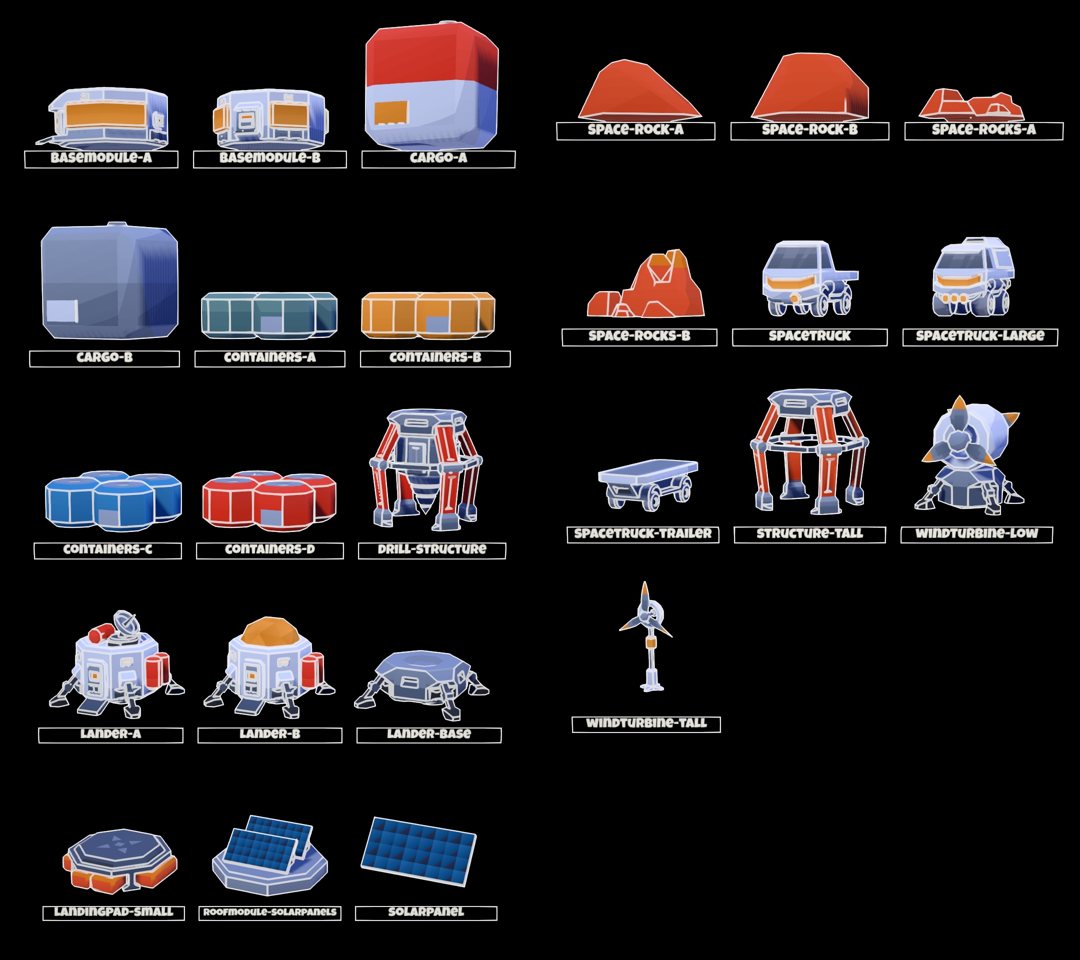 BASEMODULE-A
BASEMODULE-B
CARGO-A
SPACE-ROCK-A
SPACE-ROCK-B
SPACE-ROCKS-A
CARGO-B
CONTAINERS-A
CONTAINERS-B
SPACE-ROCKS-B
SPACETRUCK
SPACETRUCK-LARGE
CONTAINERS-C
CONTAINERS-D
DRILL-STRUCTURE
SPACETRUCK-TRAILER
STRUCTURE-TALL
WINDTURBINE-LOW
LANDER-A
LANDER-B
LANDER-BASE
WINDTURBINE-TALL
LANDINGPAD-SMALL
ROOFMODULE-SOLARPANELS
SOLARPANEL